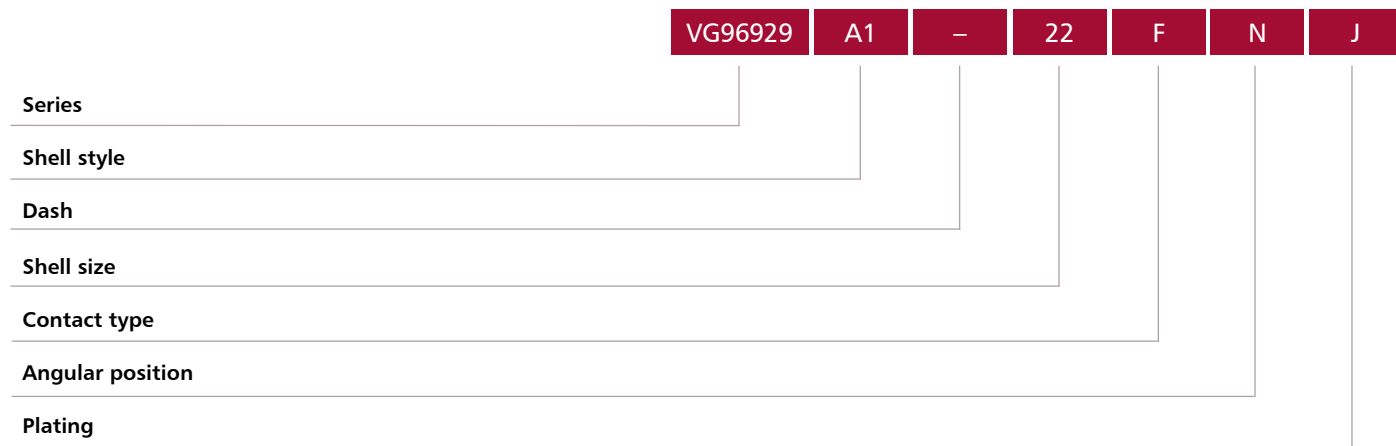 VG96929 A1 – 22 F N J
Series
Shell style
Dash
Shell size
Contact type
Angular position
Plating